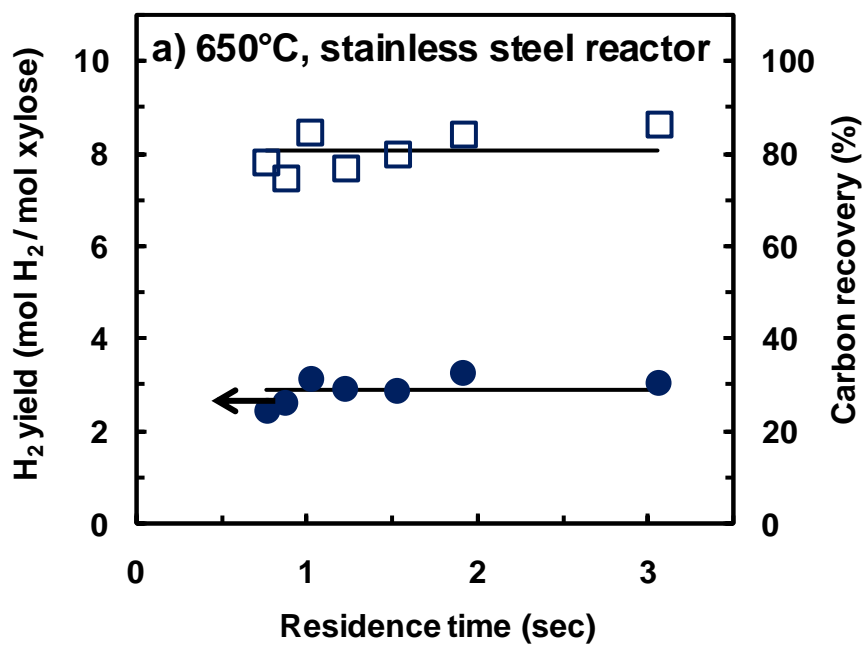 a) 650°C, stainless steel reactor
H₂ yield (mol H₂ / mol xylose)
10
8
6
4
2
0
100
80
60
40
20
0
Carbon recovery (%)
0 1 2 3
Residence time (sec)